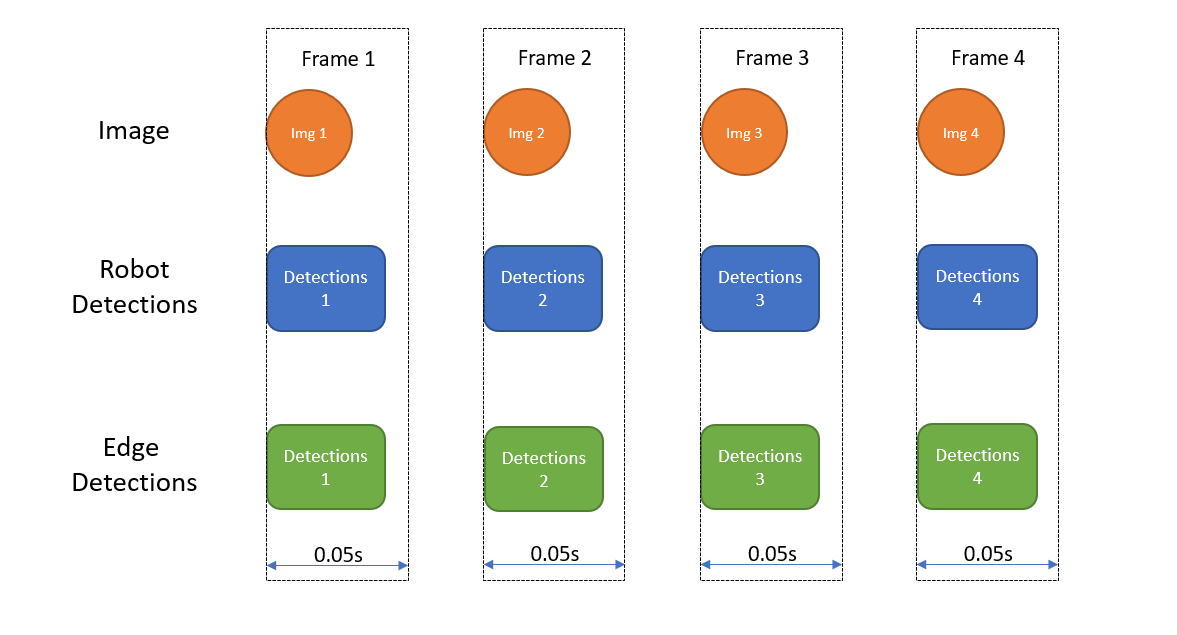 Frame 1
Frame 2
Frame 3
Frame 4
Image
Img 1
Img 2
Img 3
Img 4
Robot
Detections
Detections
1
Detections
2
Detections
3
Detections
4
Edge
Detections
Detections
1
Detections
2
Detections
3
Detections
4
0.05s
0.05s
0.05s
0.05s